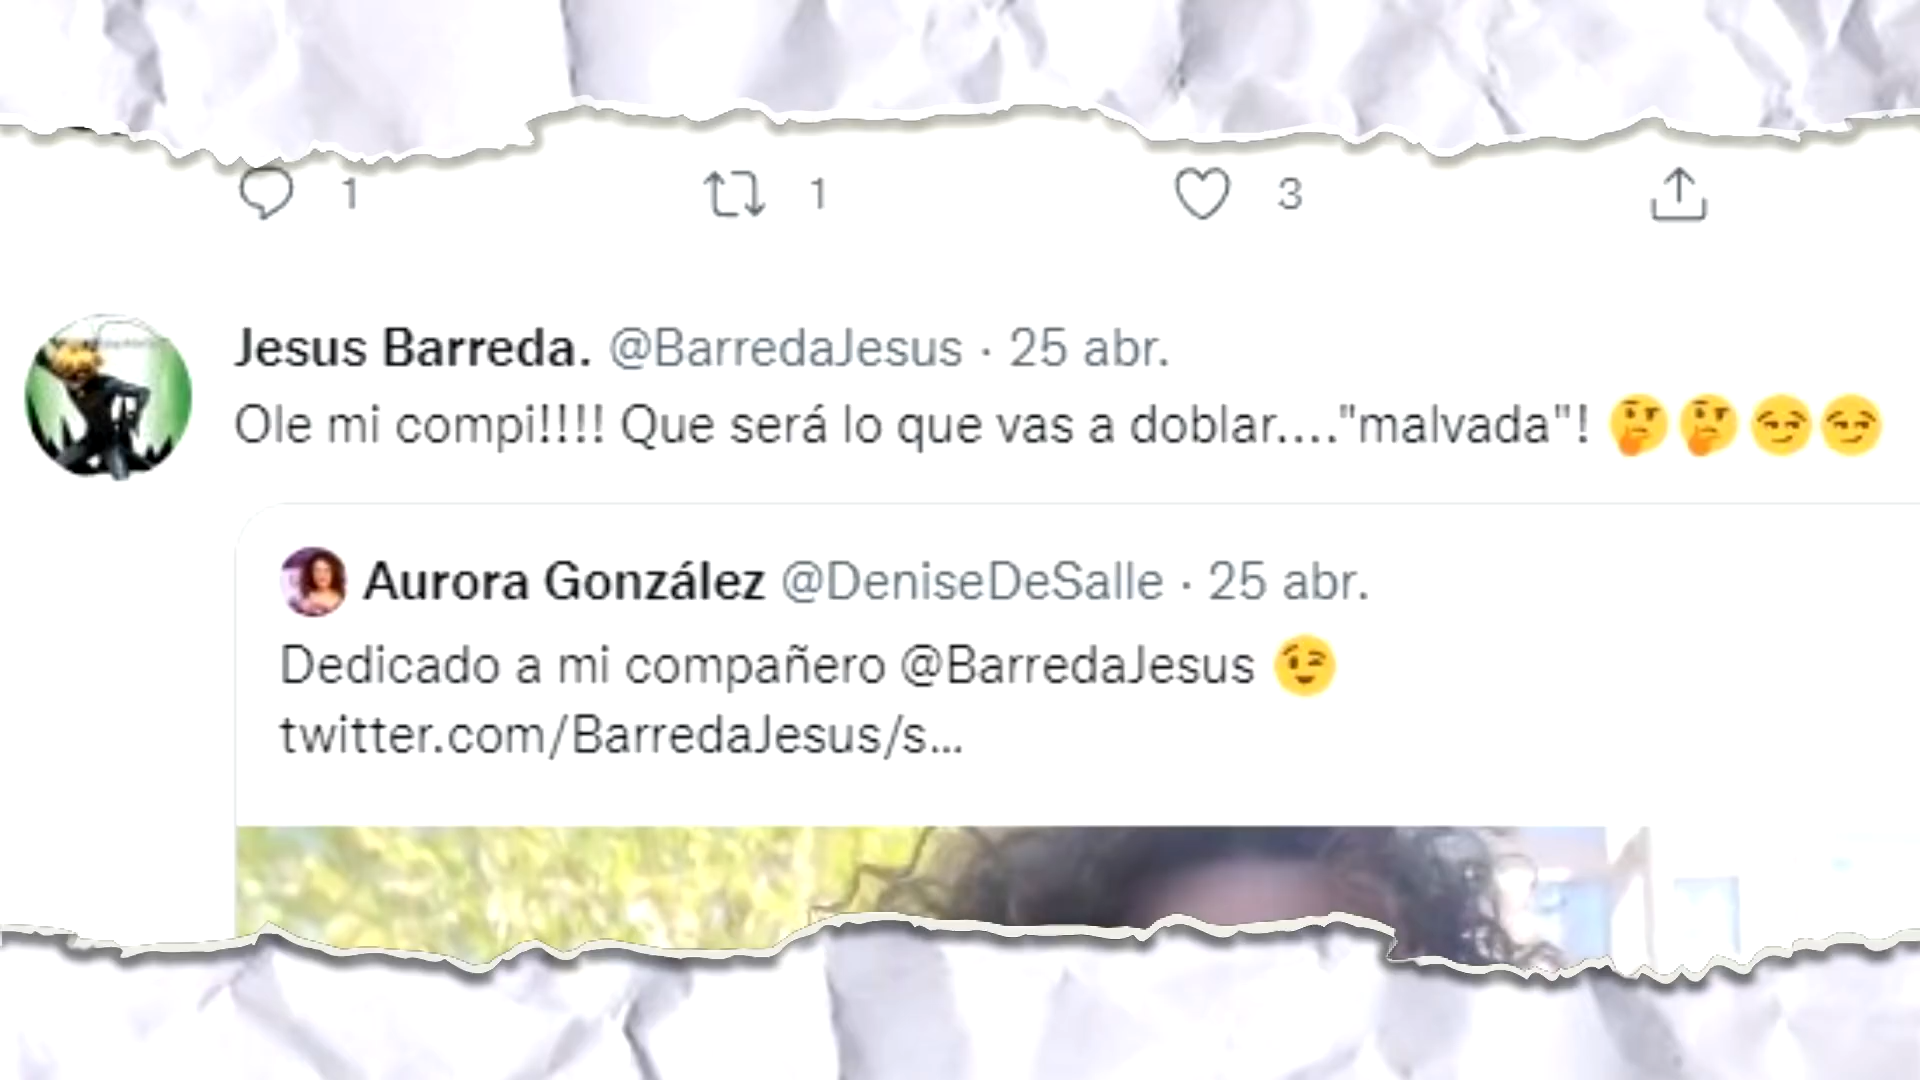 1 1 3
Jesus Barreda. @BarredaJesus · 25 abr.
Ole mi compi!!!! Que será lo que vas a doblar...."malvada"! 🤔🤔😏😏
Aurora González @DeniseDeSalle · 25 abr.
Dedicado a mi compañero @BarredaJesus 😉
twitter.com/BarredaJesus/s...